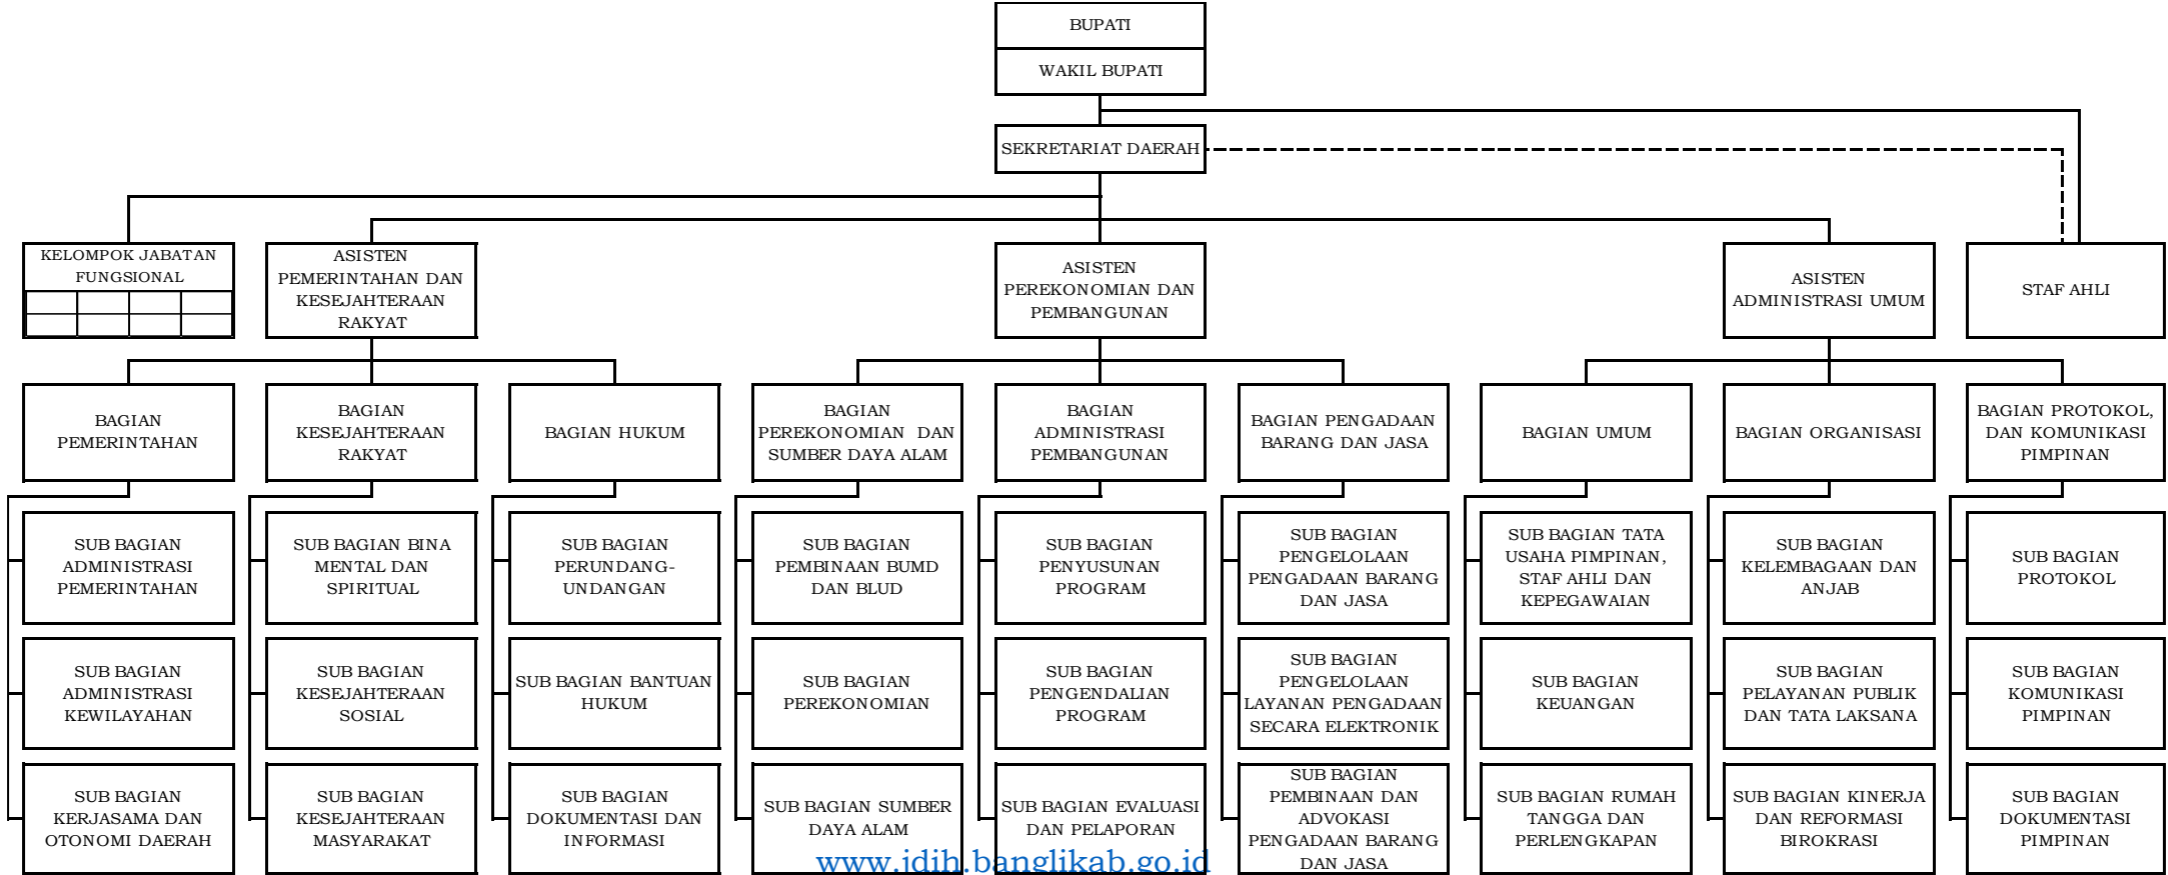 BUPATI
WAKIL BUPATI
SEKRETARIAT DAERAH
KELOMPOK JABATAN
FUNGSIONAL
ASISTEN
PEMERINTAHAN DAN
KESEJAHTERAAN
RAKYAT
ASISTEN
PEREKONOMIAN DAN
PEMBANGUNAN
ASISTEN
ADMINISTRASI UMUM
STAF AHLI
BAGIAN
PEMERINTAHAN
BAGIAN
KESEJAHTERAAN
RAKYAT
BAGIAN HUKUM
BAGIAN
PEREKONOMIAN DAN
SUMBER DAYA ALAM
BAGIAN
ADMINISTRASI
PEMBANGUNAN
BAGIAN PENGADAAN
BARANG DAN JASA
BAGIAN UMUM
BAGIAN ORGANISASI
BAGIAN PROTOKOL,
DAN KOMUNIKASI
PIMPINAN
SUB BAGIAN
ADMINISTRASI
PEMERINTAHAN
SUB BAGIAN BINA
MENTAL DAN
SPIRITUAL
SUB BAGIAN
PERUNDANG-
UNDANGAN
SUB BAGIAN
PEMBINAAN BUMD
DAN BLUD
SUB BAGIAN
PENYUSUNAN
PROGRAM
SUB BAGIAN
PENGELOLAAN
PENGADAAN BARANG
DAN JASA
SUB BAGIAN TATA
USAHA PIMPINAN,
STAF AHLI DAN
KEPEGAWAIAN
SUB BAGIAN
KELEMBAGAAN DAN
ANJAB
SUB BAGIAN
PROTOKOL
SUB BAGIAN
ADMINISTRASI
KEWILAYAHAN
SUB BAGIAN
KESEJAHTERAAN
SOSIAL
SUB BAGIAN BANTUAN
HUKUM
SUB BAGIAN
PEREKONOMIAN
SUB BAGIAN
PENGENDALIAN
PROGRAM
SUB BAGIAN
PENGELOLAAN
LAYANAN PENGADAAN
SECARA ELEKTRONIK
SUB BAGIAN
KEUANGAN
SUB BAGIAN
PELAYANAN PUBLIK
DAN TATA LAKSANA
SUB BAGIAN
KOMUNIKASI
PIMPINAN
SUB BAGIAN
KERJASAMA DAN
OTONOMI DAERAH
SUB BAGIAN
KESEJAHTERAAN
MASYARAKAT
SUB BAGIAN
DOKUMENTASI DAN
INFORMASI
SUB BAGIAN SUMBER
DAYA ALAM
SUB BAGIAN EVALUASI
DAN PELAPORAN
SUB BAGIAN
PEMBINAAN DAN
ADVOKASI
PENGADAAN BARANG
DAN JASA
SUB BAGIAN RUMAH
TANGGA DAN
PERLENGKAPAN
SUB BAGIAN KINERJA
DAN REFORMASI
BIROKRASI
SUB BAGIAN
DOKUMENTASI
PIMPINAN
www.jdih.banglikab.go.id